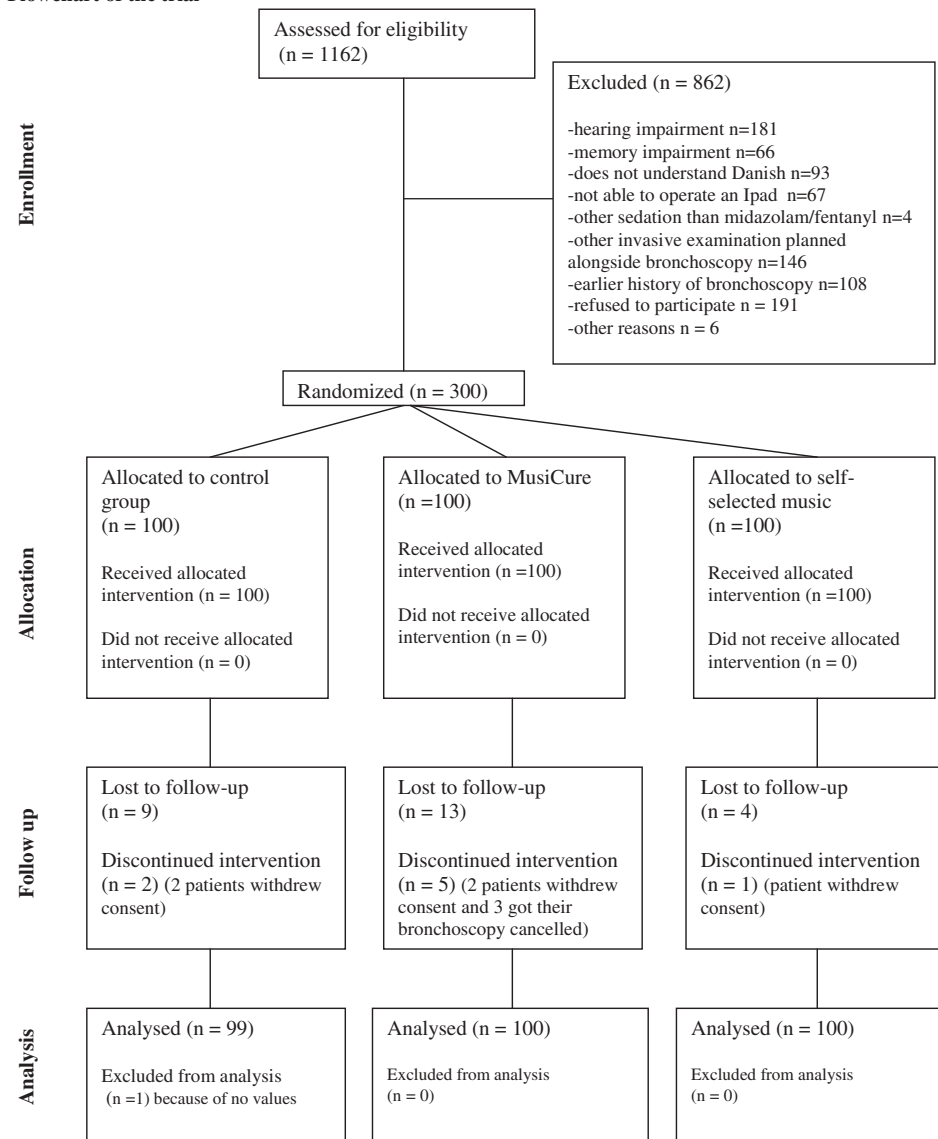 Flowchart of the trial
Assessed for eligibility
(n = 1162)
Excluded (n = 862)
-hearing impairment n=181
-memory impairment n=66
-does not understand Danish n=93
-not able to operate an Ipad n=67
-other sedation than midazolam/fentanyl n=4
-other invasive examination planned
alongside bronchoscopy n=146
-earlier history of bronchoscopy n=108
-refused to participate n = 191
-other reasons n = 6
Enrollment
Randomized (n = 300)
Allocation
Allocated to control
group
(n = 100)
Received allocated
intervention (n = 100)
Did not receive allocated
intervention (n = 0)
Allocated to MusiCure
(n =100)
Received allocated
intervention (n =100)
Did not receive allocated
intervention (n = 0)
Allocated to self-
selected music
(n =100)
Received allocated
intervention (n =100)
Did not receive allocated
intervention (n = 0)
Follow up
Lost to follow-up
(n = 9)
Discontinued intervention
(n = 2) (2 patients withdrew
consent)
Lost to follow-up
(n = 13)
Discontinued intervention
(n = 5) (2 patients withdrew
consent and 3 got their
bronchoscopy cancelled)
Lost to follow-up
(n = 4)
Discontinued intervention
(n = 1) (patient withdrew
consent)
Analysis
Analysed (n = 99)
Excluded from analysis
(n =1) because of no values
Analysed (n = 100)
Excluded from analysis
(n = 0)
Analysed (n = 100)
Excluded from analysis
(n = 0)